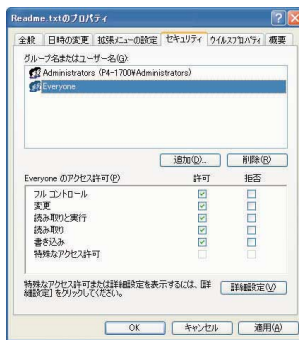 Readme.txtのプロパティ
全般 日時の変更 拡張メニューの設定 セキュリティ ウイルスプロパティ 概要
グループ名またはユーザー名(G):
Administrators (P4-1700¥Administrators)
Everyone
追加(D)... 削除(R)
Everyone のアクセス許可(P) 許可 拒否
フル コントロール
変更
読み取りと実行
読み取り
書き込み
特殊なアクセス許可
特殊なアクセス許可または詳細設定を表示するには、[詳
細設定] をクリックしてください。 詳細設定(V)
OK キャンセル 適用(A)